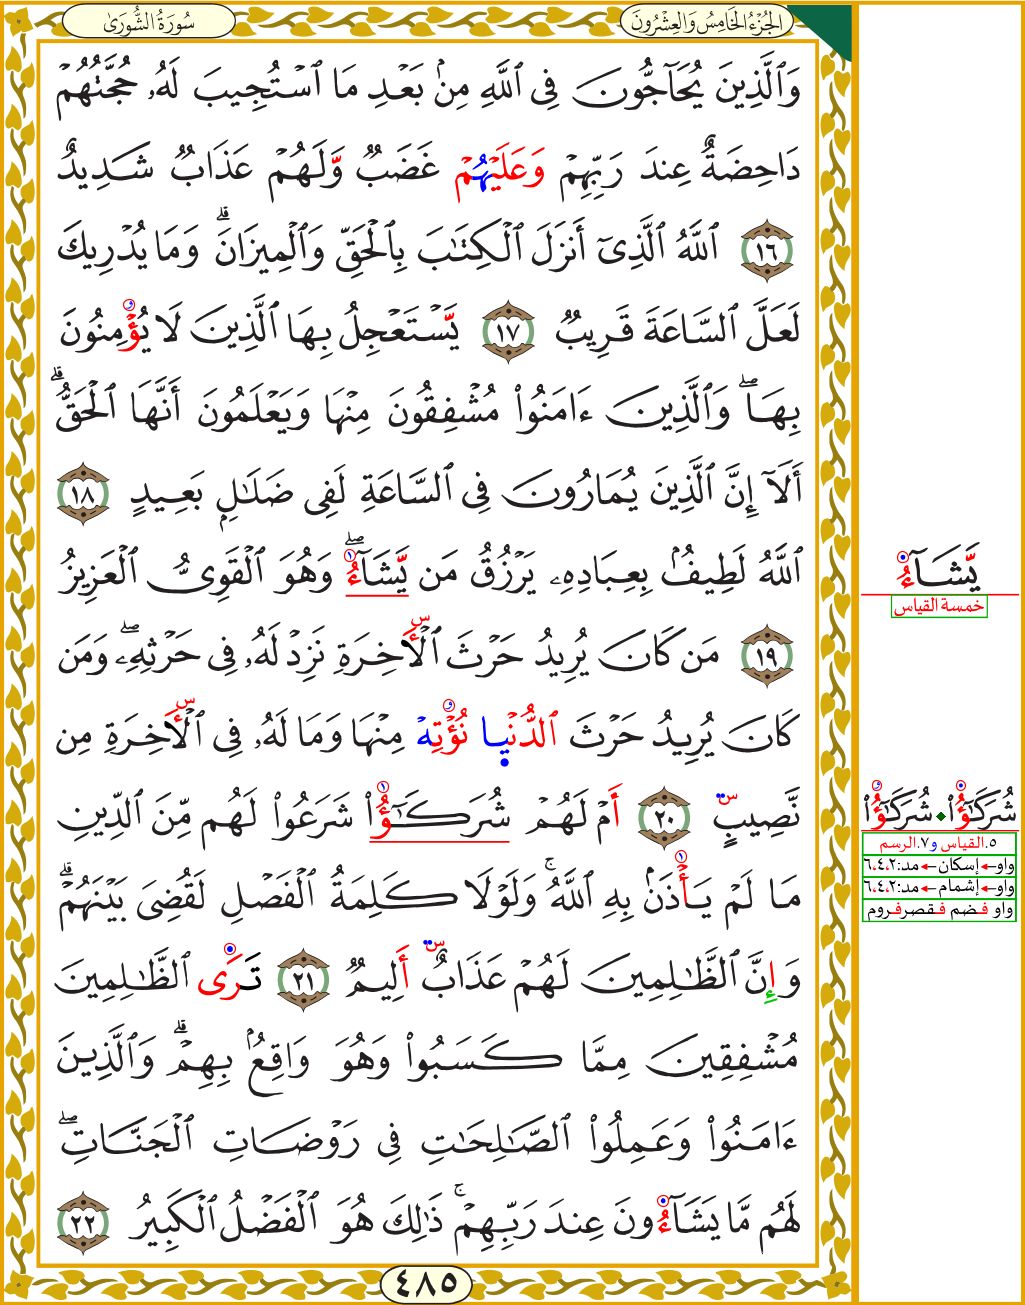 الجُزْءُ الخَامِسُ وَالعِشْرُونَ
سُورَةُ الشُّورَىٰ
وَٱلَّذِينَ يُحَآجُّونَ فِى ٱللَّهِ مِنۢ بَعْدِ مَا ٱسْتُجِيبَ لَهُۥ حُجَّتُهُمْ
دَاحِضَةٌ عِندَ رَبِّهِمْ وَعَلَيْهُمْ غَضَبٌ وَّلَهُمْ عَذَابٌ شَدِيدٌ
١٦ ٱللَّهُ ٱلَّذِىٓ أَنزَلَ ٱلْكِتَـٰبَ بِٱلْحَقِّ وَٱلْمِيزَانَ ۗ وَمَا يُدْرِيكَ
لَعَلَّ ٱلسَّاعَةَ قَرِيبٌ ١٧ يَّسْتَعْجِلُ بِهَا ٱلَّذِينَ لَا يُؤْمِنُونَ
بِهَا ۖ وَٱلَّذِينَ ءَامَنُوا۟ مُشْفِقُونَ مِنْهَا وَيَعْلَمُونَ أَنَّهَا ٱلْحَقُّ ۗ
أَلَآ إِنَّ ٱلَّذِينَ يُمَارُونَ فِى ٱلسَّاعَةِ لَفِى ضَلَـٰلٍۭ بَعِيدٍ ١٨
ٱللَّهُ لَطِيفٌۢ بِعِبَادِهِۦ يَرْزُقُ مَن يَّشَآءُ ۖ وَهُوَ ٱلْقَوِىُّ ٱلْعَزِيزُ
١٩ مَن كَانَ يُرِيدُ حَرْثَ ٱلْـَٔاخِرَةِ نَزِدْ لَهُۥ فِى حَرْثِهِۦ ۖ وَمَن
كَانَ يُرِيدُ حَرْثَ ٱلدُّنْيَا نُؤْتِهْ مِنْهَا وَمَا لَهُۥ فِى ٱلْـَٔاخِرَةِ مِن
نَّصِيبٍ ٢٠ أَمْ لَهُمْ شُرَكَـٰٓؤُا۟ شَرَعُوا۟ لَهُم مِّنَ ٱلدِّينِ
مَا لَمْ يَأْذَنۢ بِهِ ٱللَّهُ ۚ وَلَوْلَا كَلِمَةُ ٱلْفَصْلِ لَقُضِىَ بَيْنَهُمْ ۗ
وَإِنَّ ٱلظَّـٰلِمِينَ لَهُمْ عَذَابٌ أَلِيمٌ ٢١ تَرَى ٱلظَّـٰلِمِينَ
مُشْفِقِينَ مِمَّا كَسَبُوا۟ وَهُوَ وَاقِعٌۢ بِهِمْ ۗ وَٱلَّذِينَ
ءَامَنُوا۟ وَعَمِلُوا۟ ٱلصَّـٰلِحَـٰتِ فِى رَوْضَاتِ ٱلْجَنَّاتِ ۖ
لَهُم مَّا يَشَآءُونَ عِندَ رَبِّهِمْ ۚ ذَٰلِكَ هُوَ ٱلْفَضْلُ ٱلْكَبِيرُ ٢٢
٤٨٥
يَّشَآءُ
خمسة القياس
شُرَكَـٰٓؤُا۟ • شُرَكَـٰٓؤُا۟
٥.القياس و٧.الرسم
واو←إسكان←مد:٦،٤،٢
واو←إشمام←مد:٦،٤،٢
واو فضم فقصرفروم